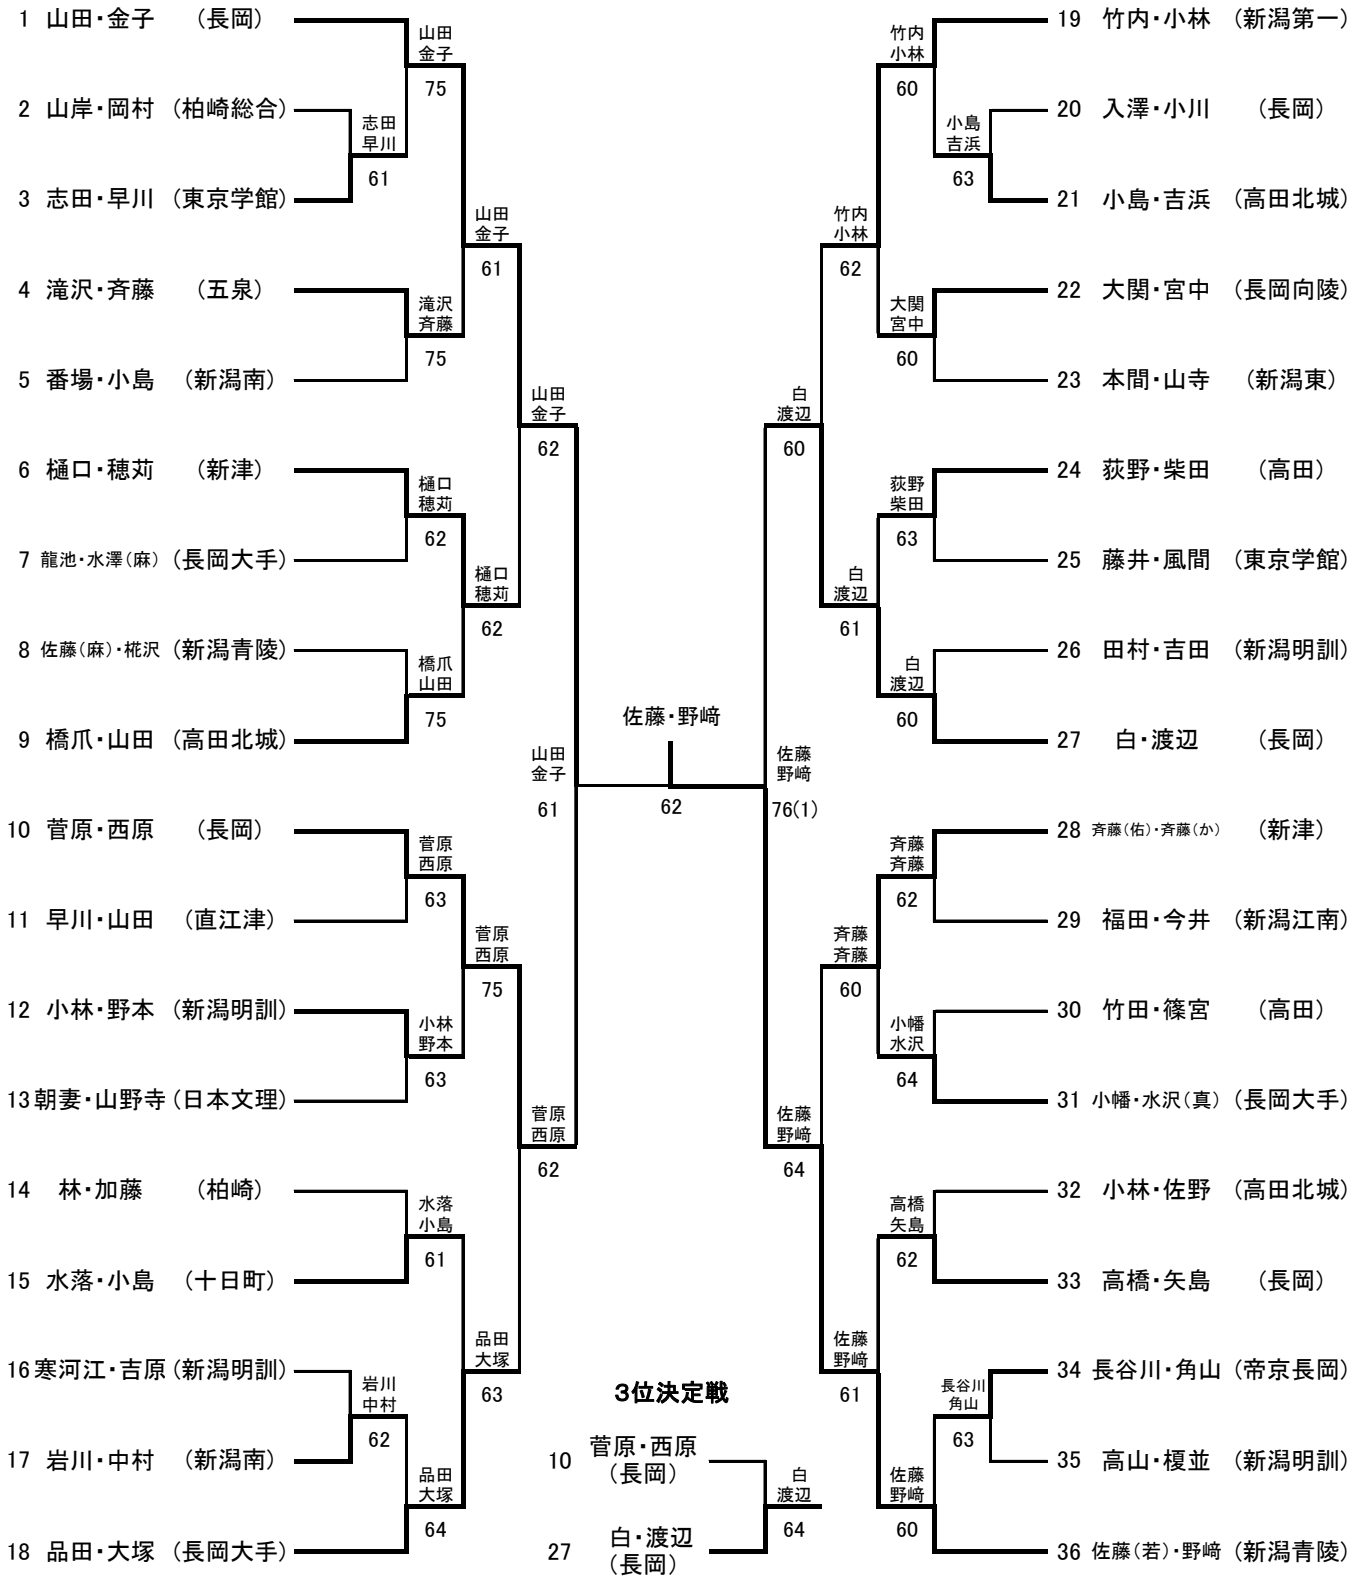 1 山田・金子 (長岡)
2 山岸・岡村 (柏崎総合)
3 志田・早川 (東京学館)
4 滝沢・斉藤 (五泉)
5 番場・小島 (新潟南)
6 樋口・穂苅 (新津)
7 龍池・水澤(麻) (長岡大手)
8 佐藤(麻)・椛沢 (新潟青陵)
9 橋爪・山田 (高田北城)
10 菅原・西原 (長岡)
11 早川・山田 (直江津)
12 小林・野本 (新潟明訓)
13 朝妻・山野寺 (日本文理)
14 林・加藤 (柏崎)
15 水落・小島 (十日町)
16 寒河江・吉原 (新潟明訓)
17 岩川・中村 (新潟南)
18 品田・大塚 (長岡大手)
志田
早川
61
岩川
中村
62
山田
金子
75
滝沢
斉藤
75
樋口
穂苅
62
橋爪
山田
75
菅原
西原
63
小林
野本
63
水落
小島
61
品田
大塚
64
山田
金子
61
樋口
穂苅
62
菅原
西原
75
品田
大塚
63
山田
金子
62
菅原
西原
62
山田
金子
61
佐藤・野﨑
62
佐藤
野﨑
76(1)
白
渡辺
60
佐藤
野﨑
64
竹内
小林
62
白
渡辺
61
斉藤
斉藤
60
佐藤
野﨑
61
竹内
小林
60
大関
宮中
60
荻野
柴田
63
白
渡辺
60
斉藤
斉藤
62
小幡
水沢
64
高橋
矢島
62
佐藤
野﨑
60
小島
吉浜
63
長谷川
角山
63
19 竹内・小林 (新潟第一)
20 入澤・小川 (長岡)
21 小島・吉浜 (高田北城)
22 大関・宮中 (長岡向陵)
23 本間・山寺 (新潟東)
24 荻野・柴田 (高田)
25 藤井・風間 (東京学館)
26 田村・吉田 (新潟明訓)
27 白・渡辺 (長岡)
28 斉藤(佑)・斉藤(か) (新津)
29 福田・今井 (新潟江南)
30 竹田・篠宮 (高田)
31 小幡・水沢(真) (長岡大手)
32 小林・佐野 (高田北城)
33 高橋・矢島 (長岡)
34 長谷川・角山 (帝京長岡)
35 高山・榎並 (新潟明訓)
36 佐藤(若)・野﨑 (新潟青陵)
3位決定戦
10 菅原・西原
(長岡)
27 白・渡辺
(長岡)
白
渡辺
64